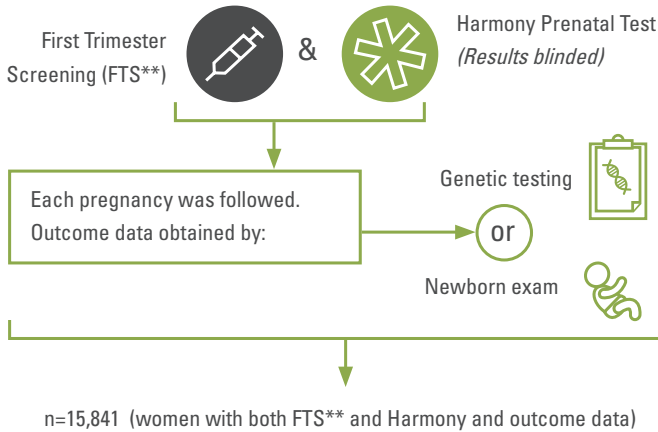 First Trimester
Screening (FTS**)
&
Harmony Prenatal Test
(Results blinded)
Each pregnancy was followed.
Outcome data obtained by:
Genetic testing
or
Newborn exam
n=15,841 (women with both FTS** and Harmony and outcome data)